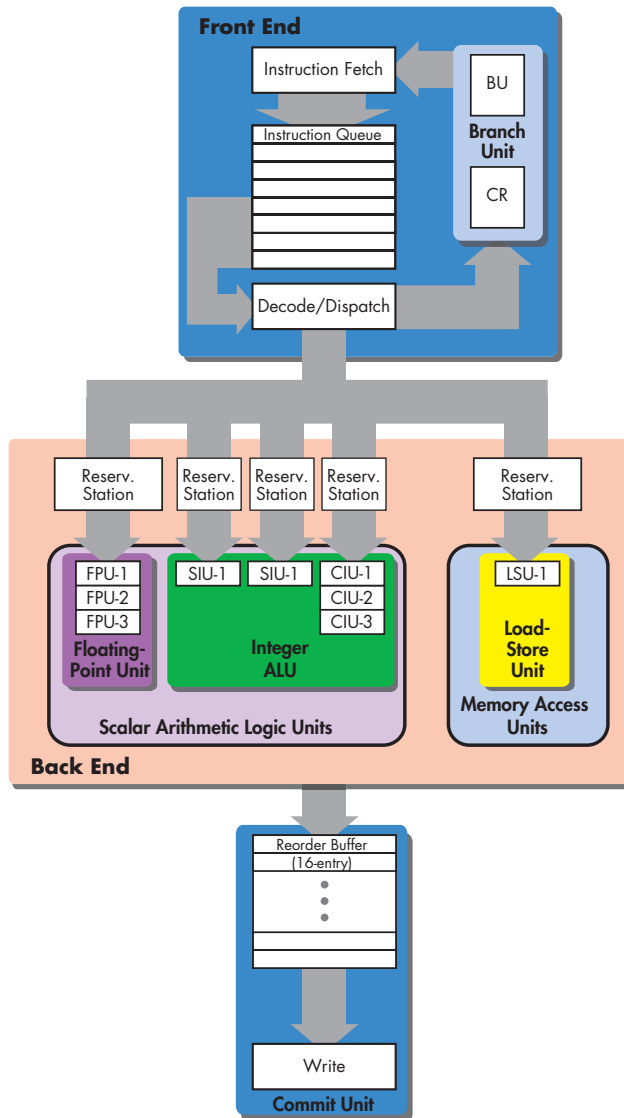 Front End
Instruction Fetch
BU
Branch
Unit
CR
Instruction Queue
Decode/Dispatch
Reserv.
Station
Reserv.
Station
Reserv.
Station
Reserv.
Station
Reserv.
Station
FPU-1
FPU-2
FPU-3
Floating-
Point Unit
SIU-1
SIU-1
CIU-1
CIU-2
CIU-3
Integer
ALU
Scalar Arithmetic Logic Units
LSU-1
Load-
Store
Unit
Memory Access
Units
Back End
Reorder Buffer
(16-entry)
Write
Commit Unit